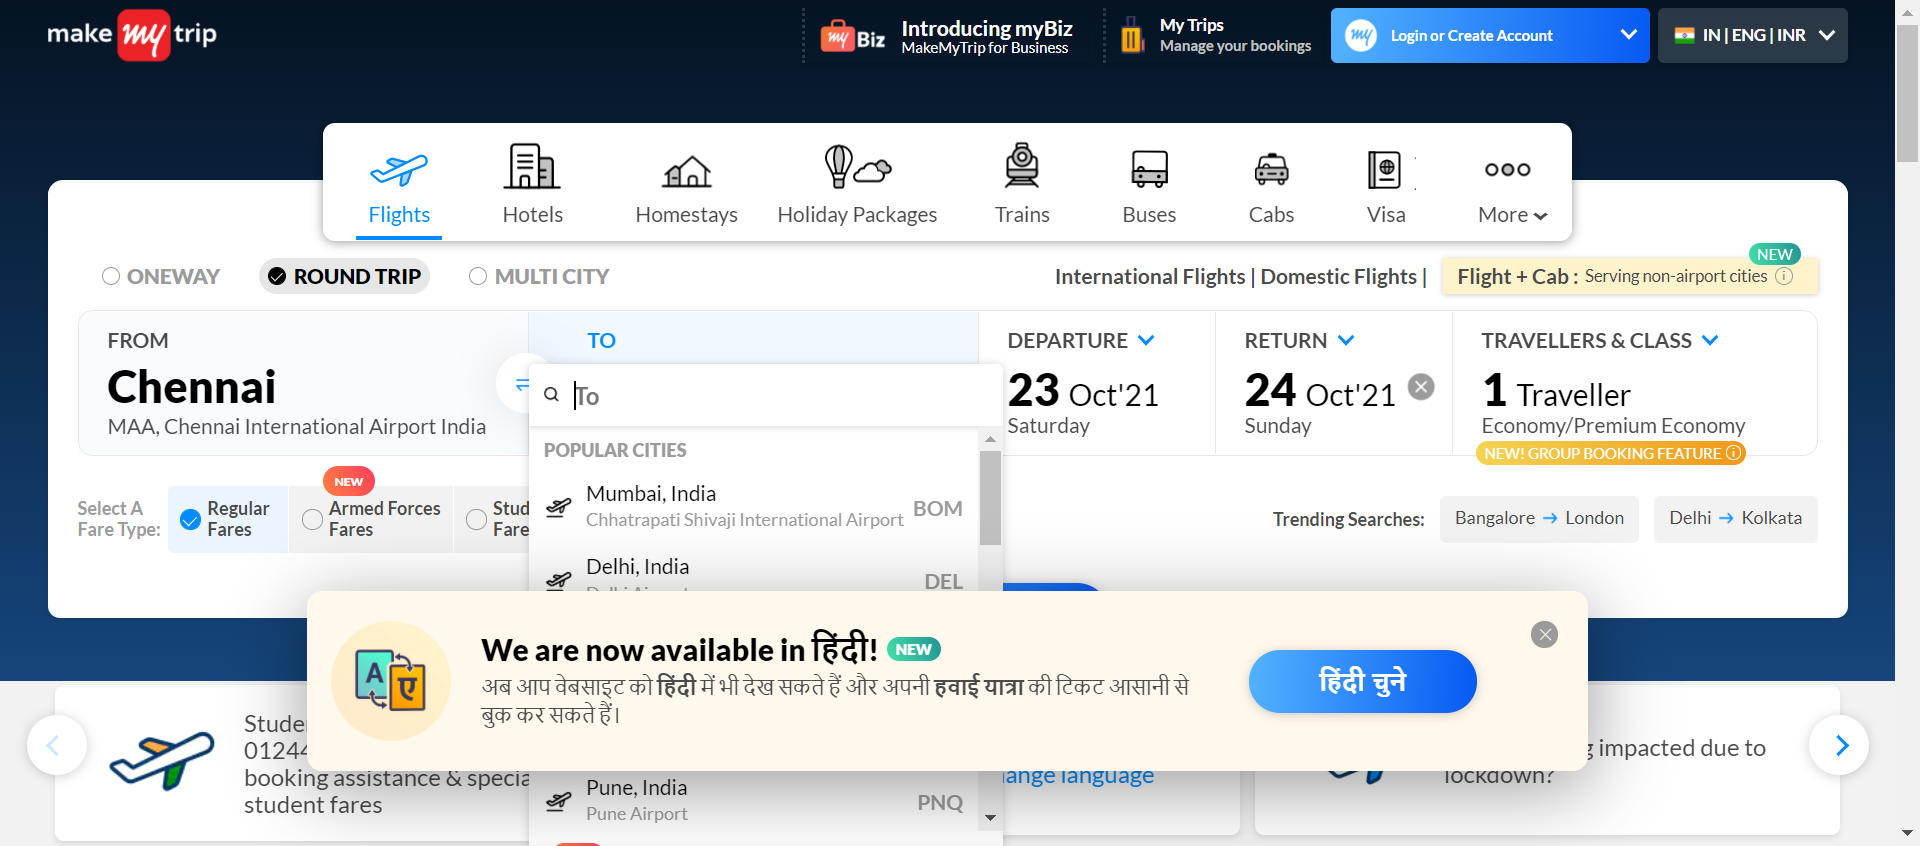 make my trip
my Biz
Introducing myBiz
MakeMyTrip for Business
My Trips
Manage your bookings
my
Login or Create Account
IN | ENG | INR
Flights
Hotels
Homestays
Holiday Packages
Trains
Buses
Cabs
Visa
More
ONEWAY
ROUND TRIP
MULTI CITY
International Flights | Domestic Flights |
NEW
Flight + Cab : Serving non-airport cities
FROM
Chennai
MAA, Chennai International Airport India
TO
To
DEPARTURE
23 Oct'21
Saturday
RETURN
24 Oct'21
Sunday
TRAVELLERS & CLASS
1 Traveller
Economy/Premium Economy
NEW! GROUP BOOKING FEATURE
POPULAR CITIES
Mumbai, India
Chhatrapati Shivaji International Airport
BOM
Delhi, India
DEL
Select A
Fare Type:
Regular
Fares
NEW
Armed Forces
Fares
Stud
Fare
Trending Searches:
Bangalore → London
Delhi → Kolkata
A ए
We are now available in हिंदी! NEW
अब आप वेबसाइट को हिंदी में भी देख सकते हैं और अपनी हवाई यात्रा की टिकट आसानी से
बुक कर सकते हैं।
हिंदी चुने
Stude
01244
booking assistance & specia
student fares
Pune, India
Pune Airport
PNQ
ange language
g impacted due to
lockdown?